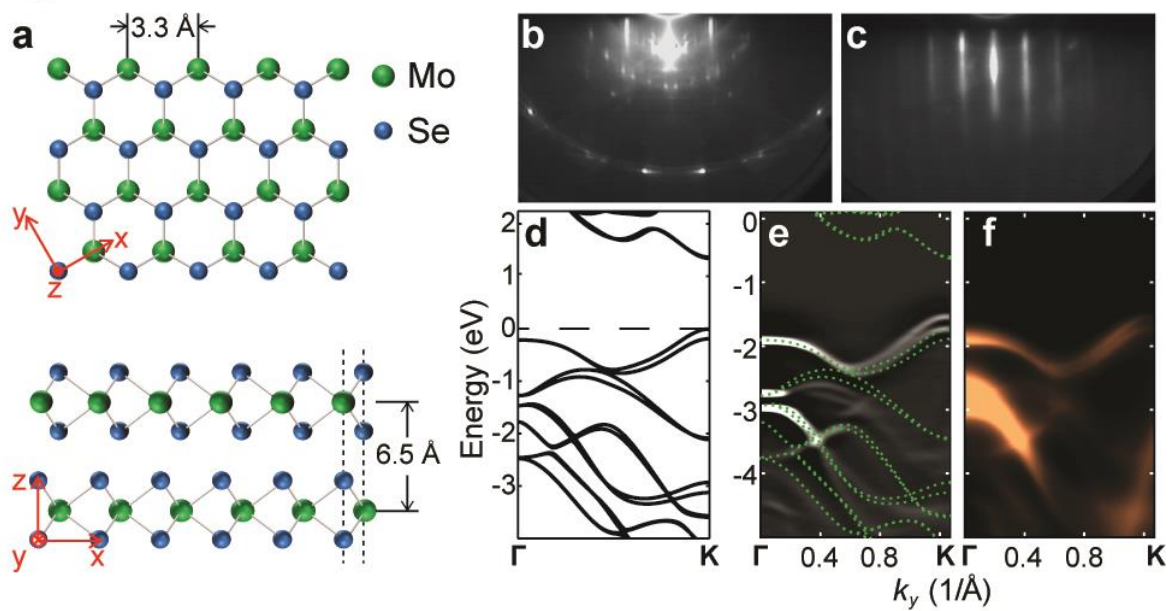 a
3.3 Å
Mo
Se
y
x
z
6.5 Å
z
y
x
b
c
d
e
f
Energy (eV)
2
1
0
-1
-2
-3
Γ
K
0
-1
-2
-3
-4
Γ
0.4
0.8
K
Γ
0.4
0.8
K
k_y (1/Å)